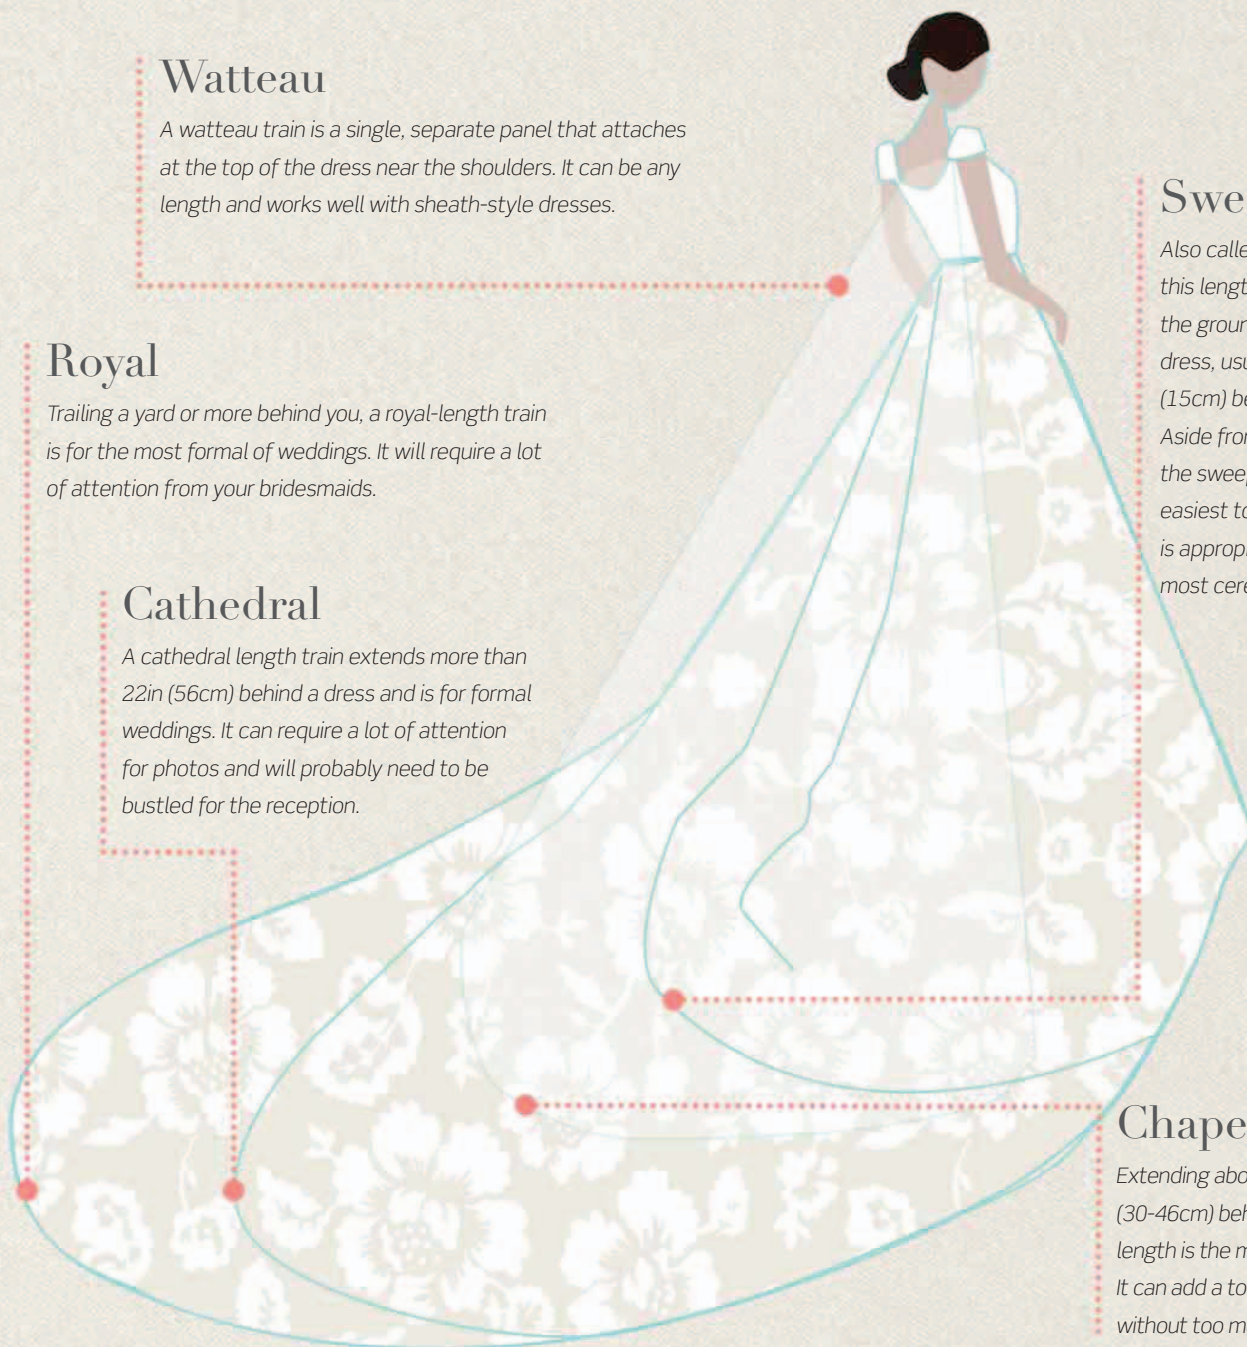 Watteau
A watteau train is a single, separate panel that attaches
at the top of the dress near the shoulders. It can be any
length and works well with sheath-style dresses.
Royal
Trailing a yard or more behind you, a royal-length train
is for the most formal of weddings. It will require a lot
of attention from your bridesmaids.
Cathedral
A cathedral length train extends more than
22in (56cm) behind a dress and is for formal
weddings. It can require a lot of attention
for photos and will probably need to be
bustled for the reception.
Swe
Also calle
this lengt
the groun
dress, usu
(15cm) be
Aside fron
the sweep
easiest to
is approp
most cere
Chape
Extending abo
(30-46cm) beh
length is the m
It can add a to
without too m